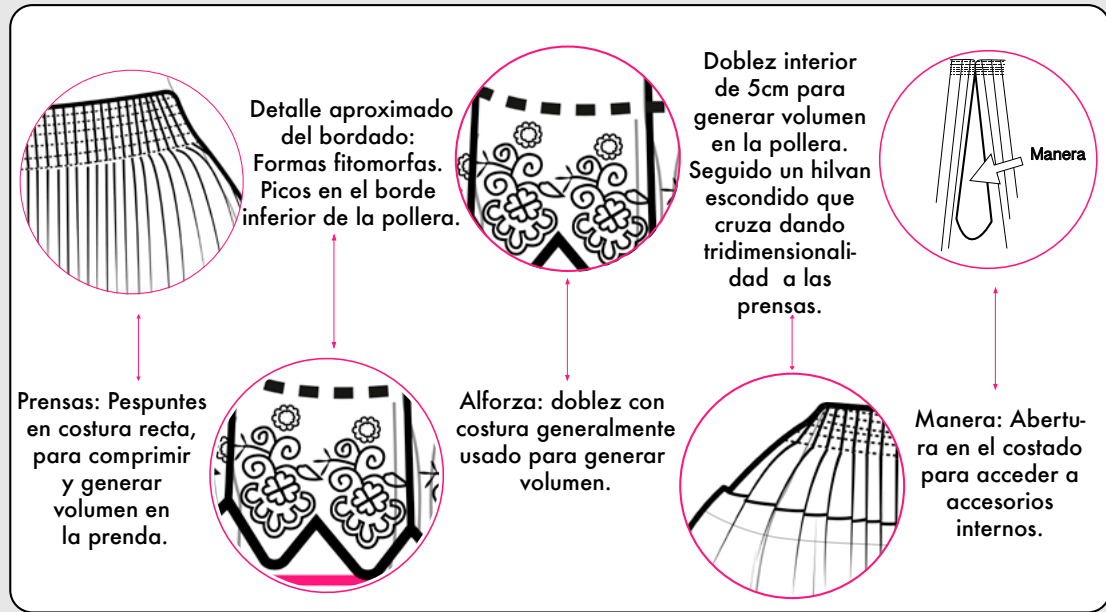 Prensas: Pespuntes
en costura recta,
para comprimir
y generar
volumen en
la prenda.
Detalle aproximado
del bordado:
Formas fitomorfas.
Picos en el borde
inferior de la pollera.
Alforza: doblez con
costura generalmente
usado para generar
volumen.
Doblez interior
de 5cm para
generar volumen
en la pollera.
Seguido un hilvan
escondido que
cruza dando
tridimensionali-
dad a las
prensas.
Manera
Manera: Abertu-
ra en el costado
para acceder a
accesorios
internos.